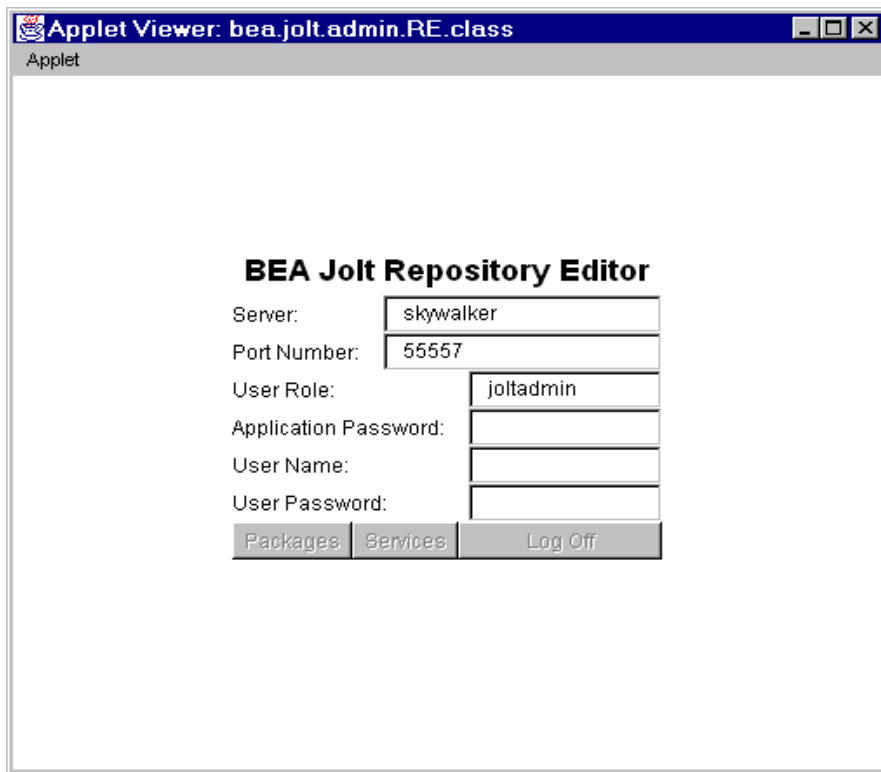 Applet Viewer: bea.jolt.admin.RE.class
Applet
BEA Jolt Repository Editor
Server: skywalker
Port Number: 55557
User Role: joltadmin
Application Password:
User Name:
User Password:
Packages Services Log Off